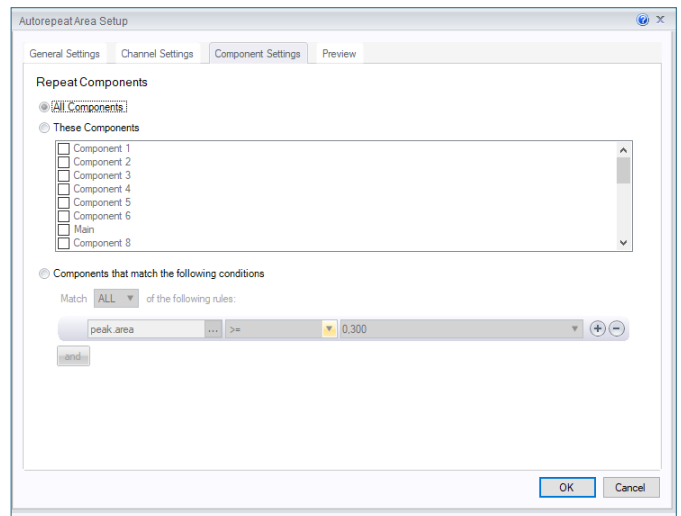 Autorepeat Area Setup
General Settings Channel Settings Component Settings Preview
Repeat Components
All Components
These Components
Component 1
Component 2
Component 3
Component 4
Component 5
Component 6
Main
Component 8
Components that match the following conditions
Match ALL of the following rules:
peak.area ... >= 0.300
and
OK Cancel